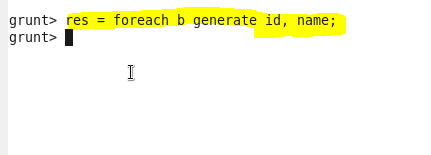 grunt> res = foreach b generate id, name;
grunt>